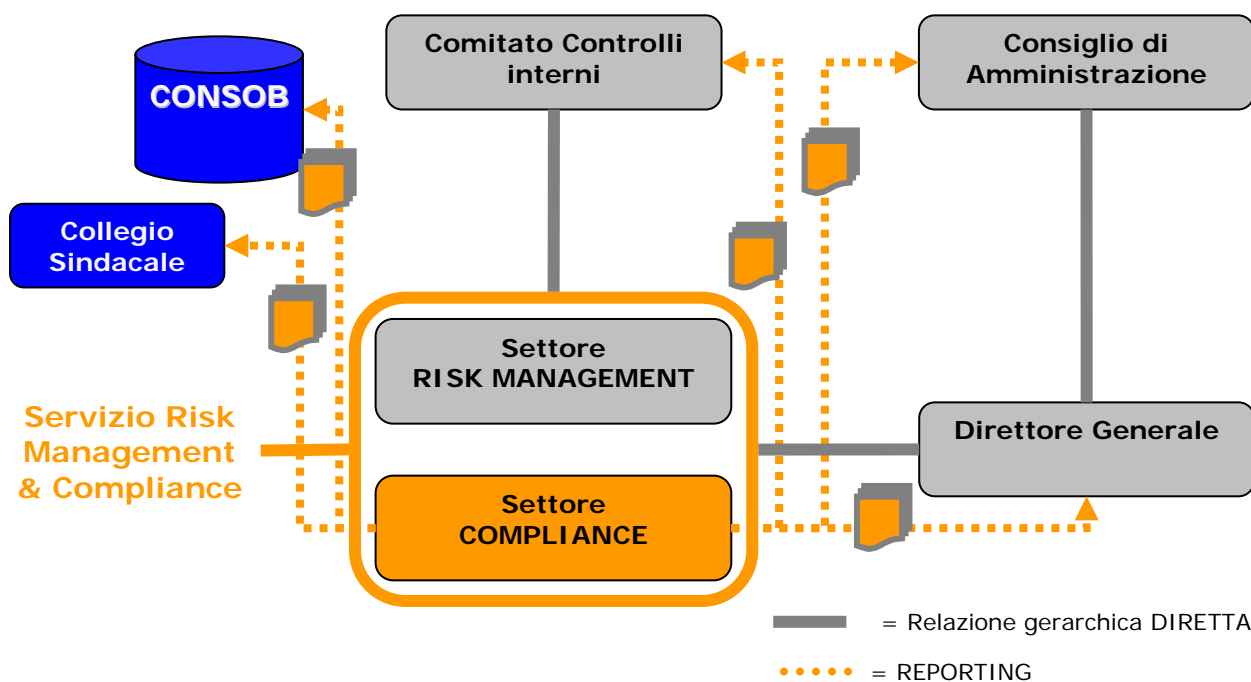 Comitato Controlli
interni
Consiglio di
Amministrazione
CONSOB
Collegio
Sindacale
Settore
RISK MANAGEMENT
Servizio Risk
Management
& Compliance
Direttore Generale
Settore
COMPLIANCE
= Relazione gerarchica DIRETTA
= REPORTING